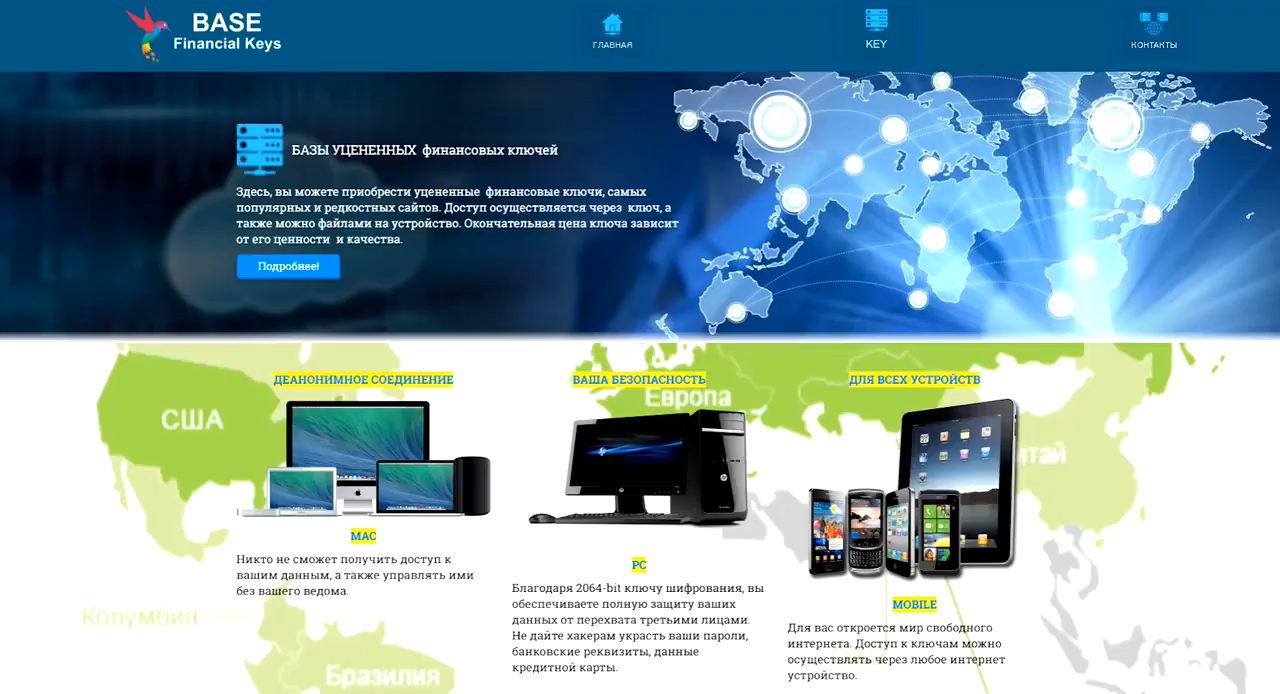 BASE
Financial Keys
ГЛАВНАЯ
KEY
КОНТАКТЫ
БАЗЫ УЦЕНЕННЫХ финансовых ключей
Здесь, вы можете приобрести уцененные финансовые ключи, самых
популярных и редкостных сайтов. Доступ осуществляется через ключ, а
также можно файлами на устройство. Окончательная цена ключа зависит
от его ценности и качества.
Подробнее!
ДЕАНОНИМНОЕ СОЕДИНЕНИЕ
ВАША БЕЗОПАСНОСТЬ
ДЛЯ ВСЕХ УСТРОЙСТВ
США
Европа
итай
MAC
Никто не сможет получить доступ к
вашим данным, а также управлять ими
без вашего ведома.
PC
Благодаря 2064-bit ключу шифрования, вы
обеспечиваете полную защиту ваших
данных от перехвата третьими лицами.
Не дайте хакерам украсть ваши пароли,
банковские реквизиты, данные
кредитной карты.
MOBILE
Для вас откроется мир свободного
интернета. Доступ к ключам можно
осуществлять через любое интернет
устройство.
Колумбия
Бразилия